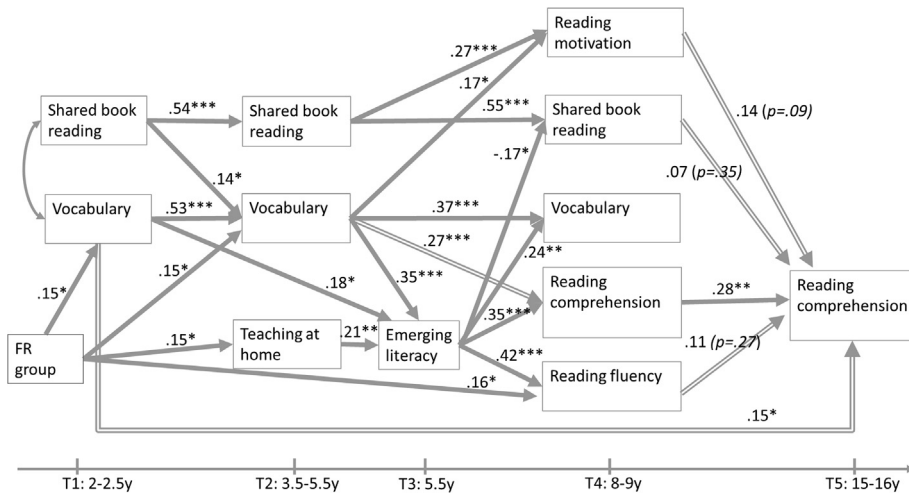 Reading
motivation
.27***
.17*
Shared book
reading
.54***
Shared book
reading
.55***
Shared book
reading
.14 (p=.09)
-.17*
.07 (p=.35)
.14*
Vocabulary
.53***
Vocabulary
.37***
Vocabulary
.27***
.24**
.15*
.15*
.18*
.35***
Reading
comprehension
.28**
Reading
comprehension
.35***
FR
group
.15*
Teaching at
home
.21**
Emerging
literacy
.11 (p=.27)
.42***
.16*
Reading fluency
.15*
T1: 2-2.5y
T2: 3.5-5.5y
T3: 5.5y
T4: 8-9y
T5: 15-16y